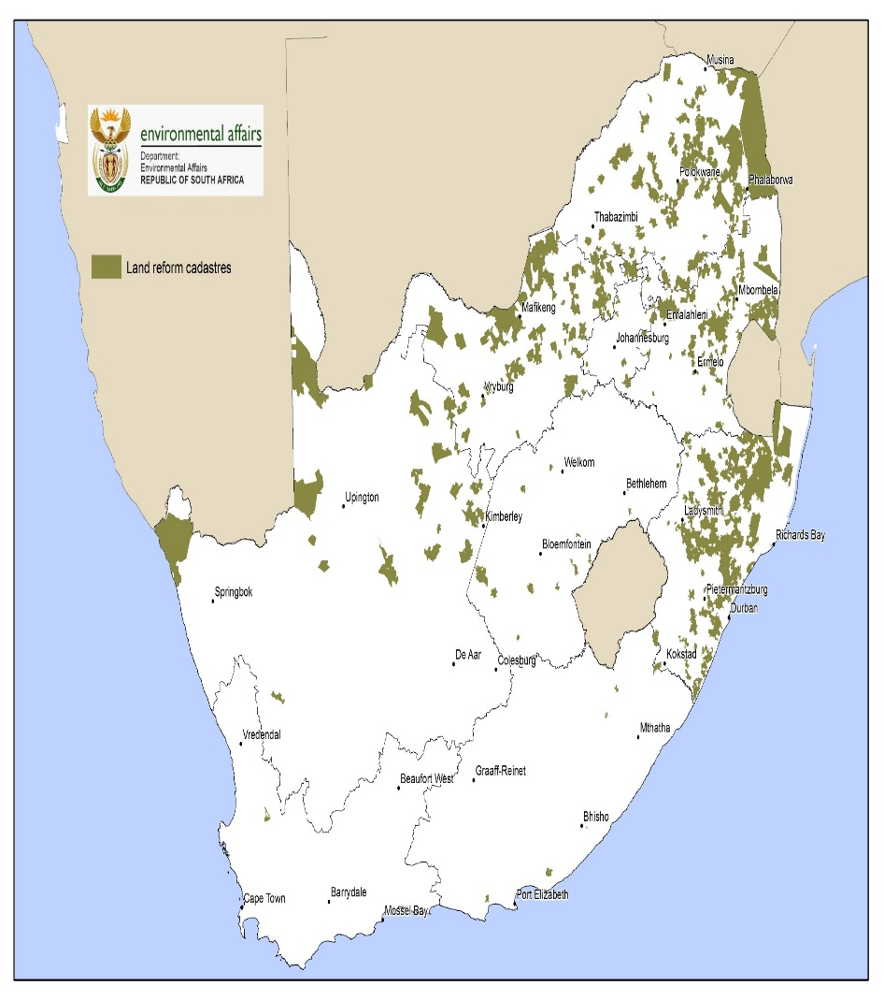 Musina
environmental affairs
Department:
Environmental Affairs
REPUBLIC OF SOUTH AFRICA
Polokwane
Phalaborwa
Thabazimbi
Land reform cadastres
Mbombela
Mafikeng
Emalahleni
Johannesburg
Ermelo
Vryburg
Welkom
Bethlehem
Upington
Ladysmith
Kimberley
Richards Bay
Bloemfontein
Springbok
Pietermaritzburg
Durban
De Aar
Colesburg
Kokstad
Mthatha
Vredendal
Graaff-Reinet
Beaufort West
Bhisho
Barrydale
Port Elizabeth
Cape Town
Mossel Bay